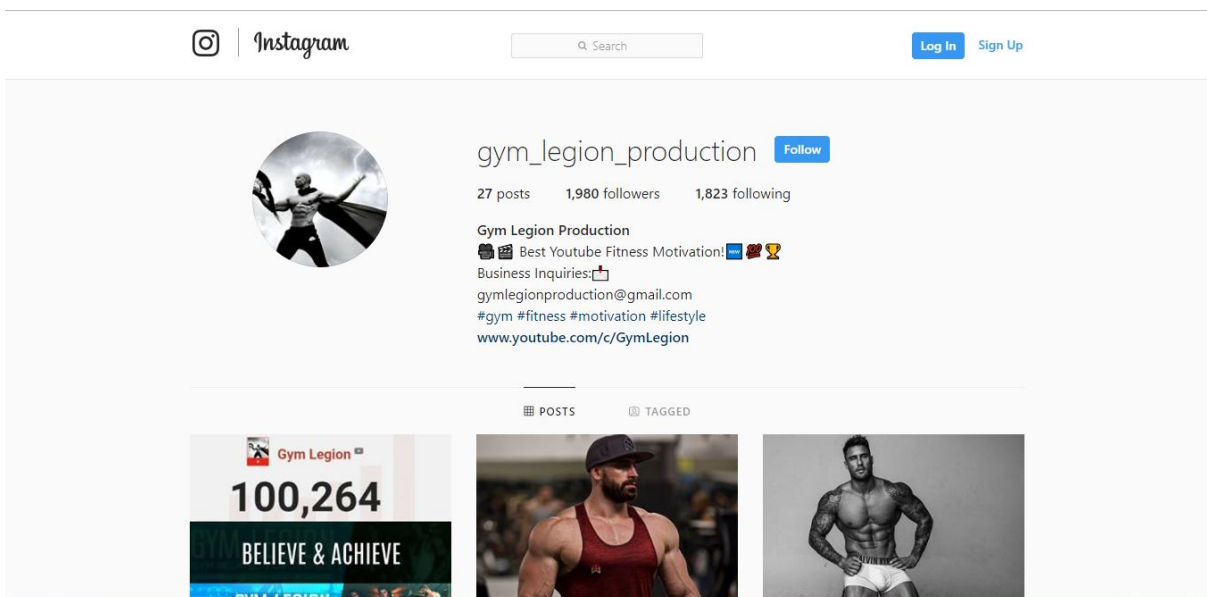 Instagram
Search
Log In
Sign Up
gym_legion_production
Follow
27 posts 1,980 followers 1,823 following
Gym Legion Production
🎥🎬 Best Youtube Fitness Motivation!🆕💯🏆
Business Inquiries:📩
gymlegionproduction@gmail.com
#gym #fitness #motivation #lifestyle
www.youtube.com/c/GymLegion
POSTS
TAGGED
Gym Legion
100,264
BELIEVE & ACHIEVE
GYM LEGION